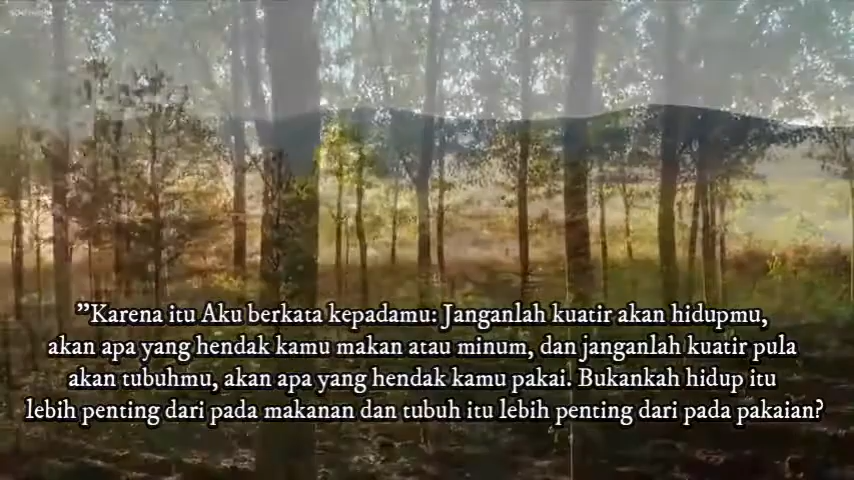 ”Karena itu Aku berkata kepadamu: Janganlah kuatir akan hidupmu,
akan apa yang hendak kamu makan atau minum, dan janganlah kuatir pula
akan tubuhmu, akan apa yang hendak kamu pakai. Bukankah hidup itu
lebih penting dari pada makanan dan tubuh itu lebih penting dari pada pakaian?